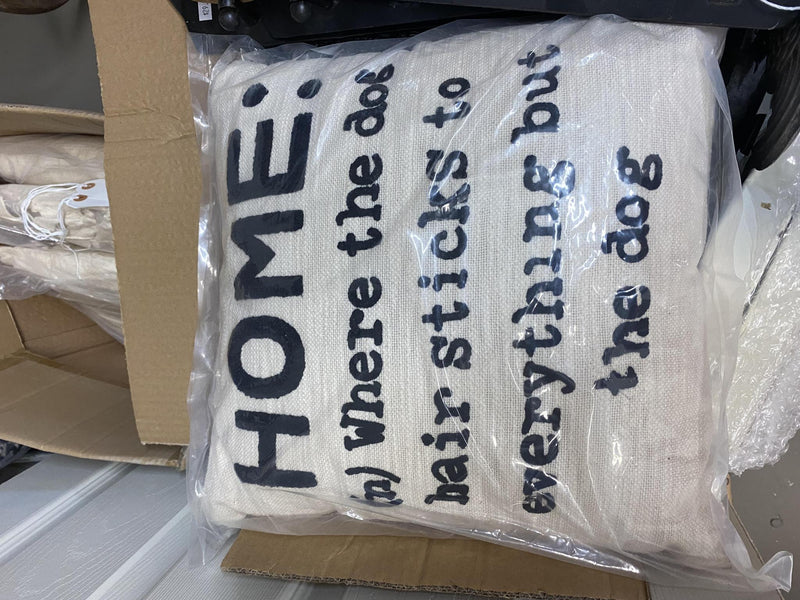 HOME:
(n) Where the dog
hair sticks to
everything but
the dog